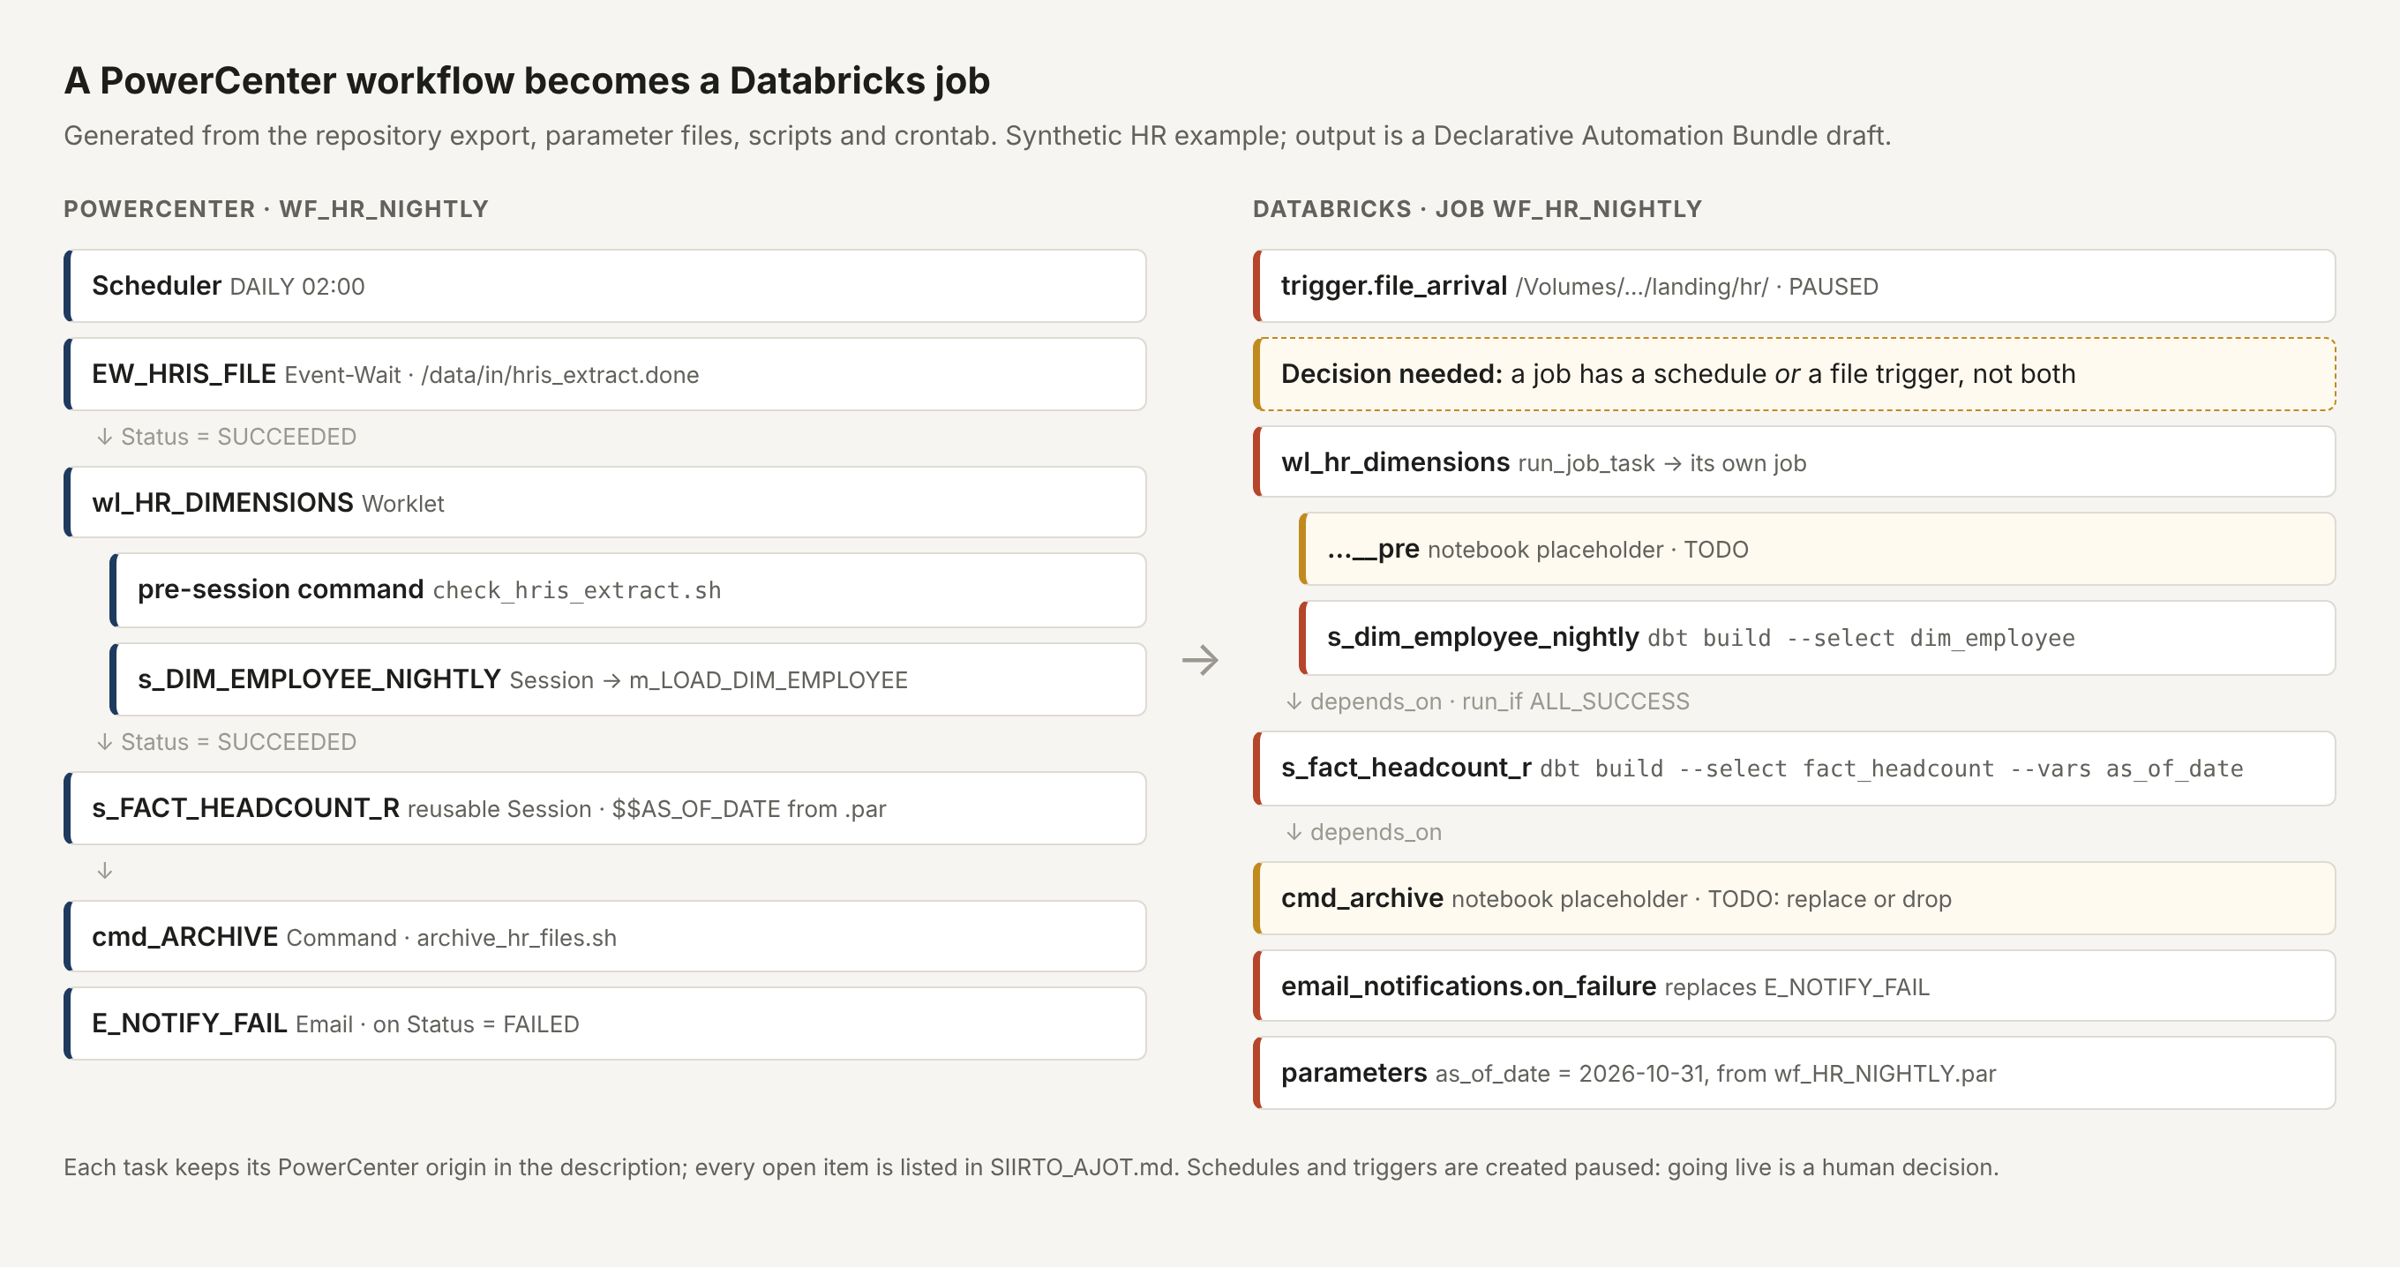 A PowerCenter workflow becomes a Databricks job
Generated from the repository export, parameter files, scripts and crontab. Synthetic HR example; output is a Declarative Automation Bundle draft.
POWERCENTER · WF_HR_NIGHTLY
Scheduler DAILY 02:00
EW_HRIS_FILE Event-Wait · /data/in/hris_extract.done
↓ Status = SUCCEEDED
wl_HR_DIMENSIONS Worklet
pre-session command check_hris_extract.sh
s_DIM_EMPLOYEE_NIGHTLY Session → m_LOAD_DIM_EMPLOYEE
↓ Status = SUCCEEDED
s_FACT_HEADCOUNT_R reusable Session · $$AS_OF_DATE from .par
↓
cmd_ARCHIVE Command · archive_hr_files.sh
E_NOTIFY_FAIL Email · on Status = FAILED
→
DATABRICKS · JOB WF_HR_NIGHTLY
trigger.file_arrival /Volumes/…/landing/hr/ · PAUSED
Decision needed: a job has a schedule or a file trigger, not both
wl_hr_dimensions run_job_task → its own job
…__pre notebook placeholder · TODO
s_dim_employee_nightly dbt build --select dim_employee
↓ depends_on · run_if ALL_SUCCESS
s_fact_headcount_r dbt build --select fact_headcount --vars as_of_date
↓ depends_on
cmd_archive notebook placeholder · TODO: replace or drop
email_notifications.on_failure replaces E_NOTIFY_FAIL
parameters as_of_date = 2026-10-31, from wf_HR_NIGHTLY.par
Each task keeps its PowerCenter origin in the description; every open item is listed in SIIRTO_AJOT.md. Schedules and triggers are created paused: going live is a human decision.